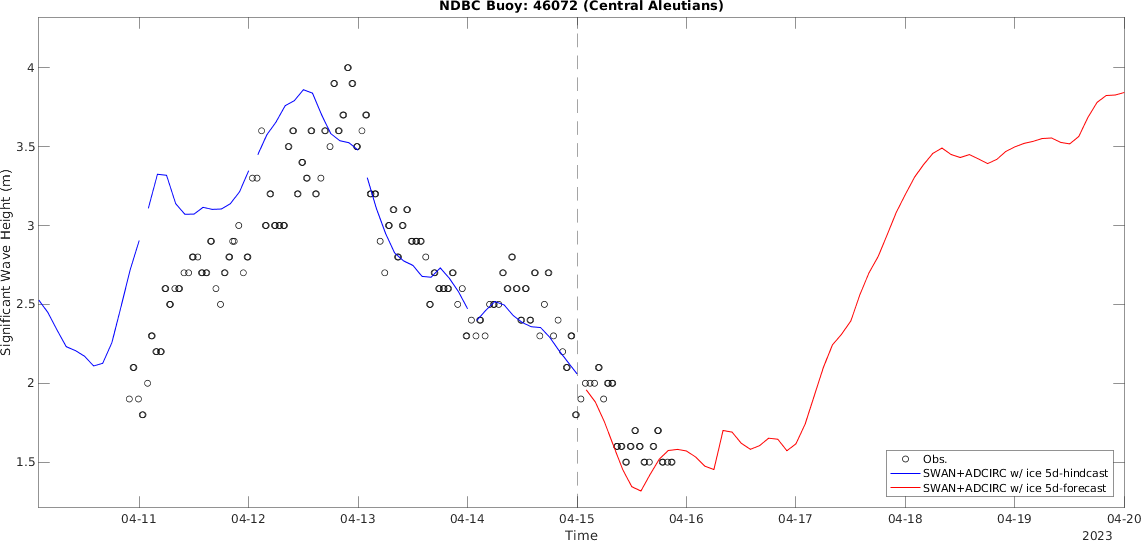 NDBC Buoy: 46072 (Central Aleutians)
Significant Wave Height (m)
4
3.5
3
2.5
2
1.5
Obs.
SWAN+ADCIRC w/ ice 5d-hindcast
SWAN+ADCIRC w/ ice 5d-forecast
04-11 04-12 04-13 04-14 04-15 04-16 04-17 04-18 04-19 04-20
Time
2023